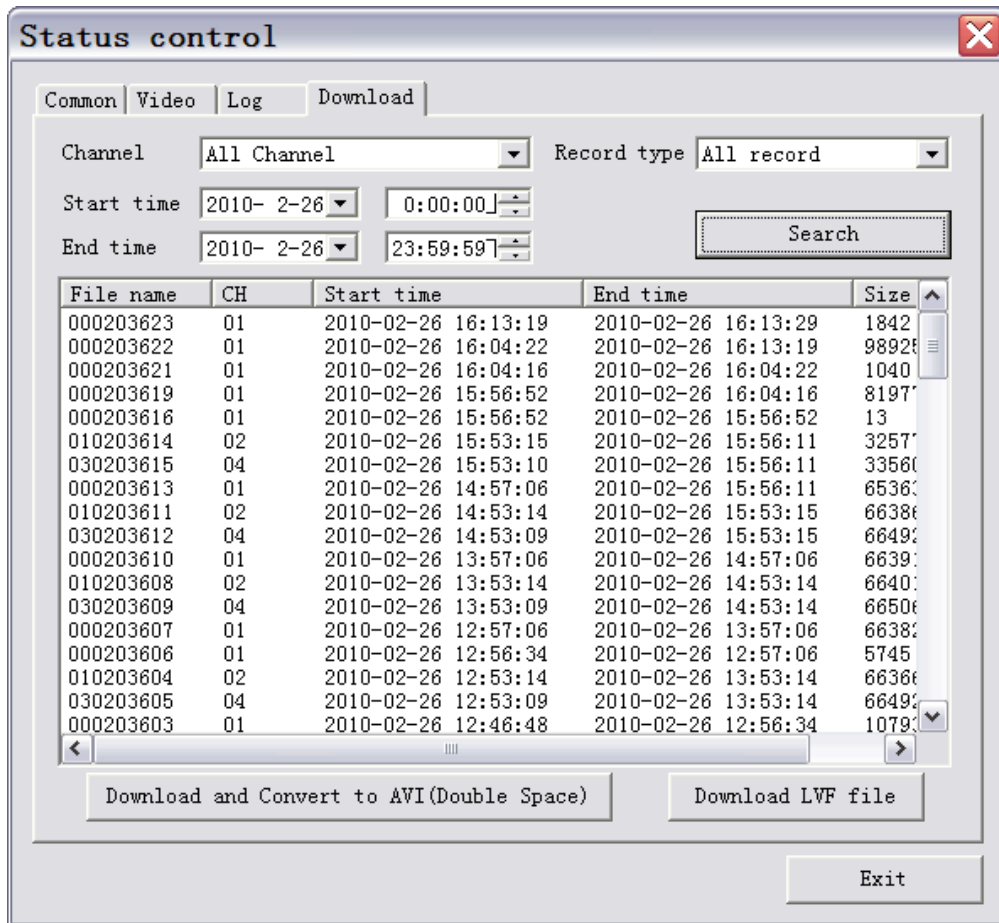 Status control
Common Video Log Download
Channel All Channel Record type All record
Start time 2010- 2-26 0:00:00
End time 2010- 2-26 23:59:59
Search
File name CH Start time End time Size
000203623 01 2010-02-26 16:13:19 2010-02-26 16:13:29 1842
000203622 01 2010-02-26 16:04:22 2010-02-26 16:13:19
000203621 01 2010-02-26 16:04:16 2010-02-26 16:04:22 1040
000203619 01 2010-02-26 15:56:52 2010-02-26 16:04:16
000203616 01 2010-02-26 15:56:52 2010-02-26 15:56:52 13
010203614 02 2010-02-26 15:53:15 2010-02-26 15:56:11
030203615 04 2010-02-26 15:53:10 2010-02-26 15:56:11
000203613 01 2010-02-26 14:57:06 2010-02-26 15:56:11
010203611 02 2010-02-26 14:53:14 2010-02-26 15:53:15
030203612 04 2010-02-26 14:53:09 2010-02-26 15:53:15
000203610 01 2010-02-26 13:57:06 2010-02-26 14:57:06
010203608 02 2010-02-26 13:53:14 2010-02-26 14:53:14
030203609 04 2010-02-26 13:53:09 2010-02-26 14:53:14
000203607 01 2010-02-26 12:57:06 2010-02-26 13:57:06
000203606 01 2010-02-26 12:56:34 2010-02-26 12:57:06 5745
010203604 02 2010-02-26 12:53:14 2010-02-26 13:53:14
030203605 04 2010-02-26 12:53:09 2010-02-26 13:53:14
000203603 01 2010-02-26 12:46:48 2010-02-26 12:56:34
Download and Convert to AVI(Double Space) Download LVF file
Exit